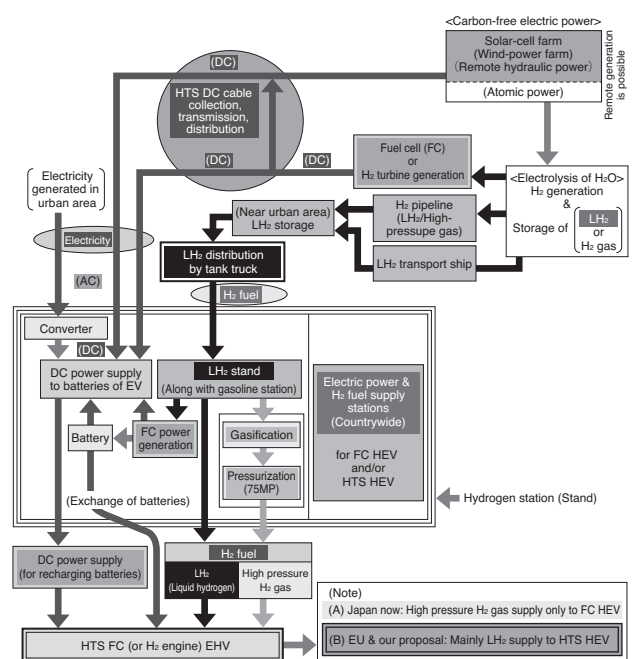 <Carbon-free electric power>
Solar-cell farm
(Wind-power farm)
(Remote hydraulic power)
(Atomic power)
Remote generation
is possible
(DC)
HTS DC cable
collection,
transmission,
distribution
(DC)
(DC)
Fuel cell (FC)
or
H2 turbine generation
<Electrolysis of H2O>
H2 generation
&
Storage of
LH2
or
H2 gas
Electricity
generated in
urban area
(Near urban area)
LH2 storage
H2 pipeline
(LH2/High-
pressupe gas)
LH2 transport ship
Electricity
LH2 distribution
by tank truck
(AC)
H2 fuel
Converter
(DC)
DC power supply
to batteries of EV
LH2 stand
(Along with gasoline station)
Electric power &
H2 fuel supply
stations
(Countrywide)
for FC HEV
and/or
HTS HEV
Battery
FC power
generation
Gasification
Pressurization
(75MP)
(Exchange of batteries)
Hydrogen station (Stand)
DC power supply
(for recharging batteries)
H2 fuel
LH2
(Liquid hydrogen)
High pressure
H2 gas
HTS FC (or H2 engine) EHV
(Note)
(A) Japan now: High pressure H2 gas supply only to FC HEV
(B) EU & our proposal: Mainly LH2 supply to HTS HEV